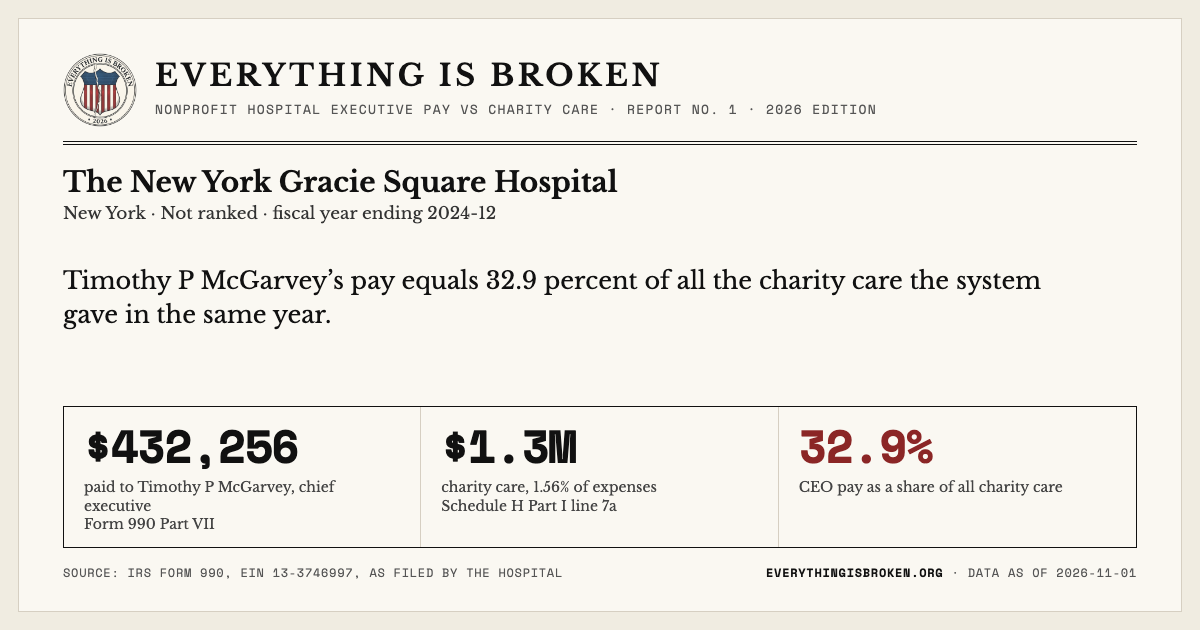 EVERYTHING IS BROKEN
· 2026 ·
EVERYTHING IS BROKEN
NONPROFIT HOSPITAL EXECUTIVE PAY VS CHARITY CARE · REPORT NO. 1 · 2026 EDITION
The New York Gracie Square Hospital
New York · Not ranked · fiscal year ending 2024-12
Timothy P McGarvey’s pay equals 32.9 percent of all the charity care the system
gave in the same year.
$432,256
paid to Timothy P McGarvey, chief
executive
Form 990 Part VII
$1.3M
charity care, 1.56% of expenses
Schedule H Part I line 7a
32.9%
CEO pay as a share of all charity care
SOURCE: IRS FORM 990, EIN 13-3746997, AS FILED BY THE HOSPITAL
EVERYTHINGISBROKEN.ORG · DATA AS OF 2026-11-01